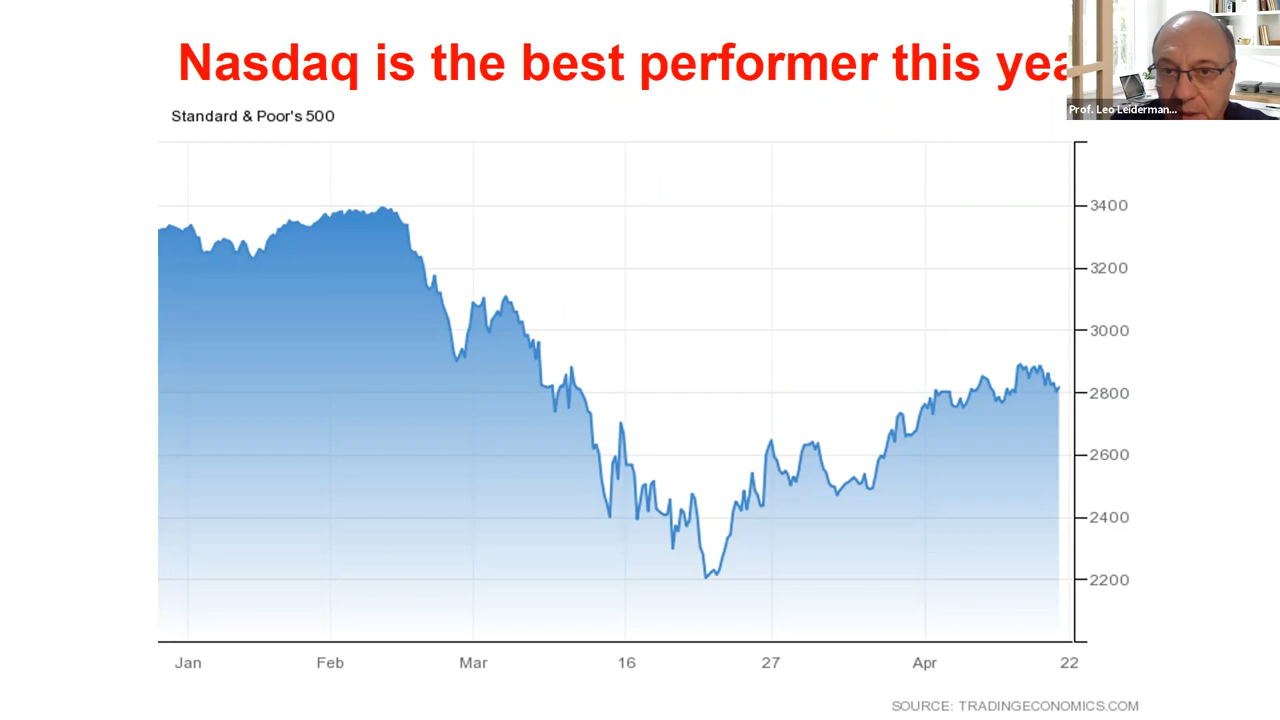 Nasdaq is the best performer this yea
Prof. Leo Leiderman...
Standard & Poor's 500
3400
3200
3000
2800
2600
2400
2200
Jan Feb Mar 16 27 Apr 22
SOURCE: TRADINGECONOMICS.COM